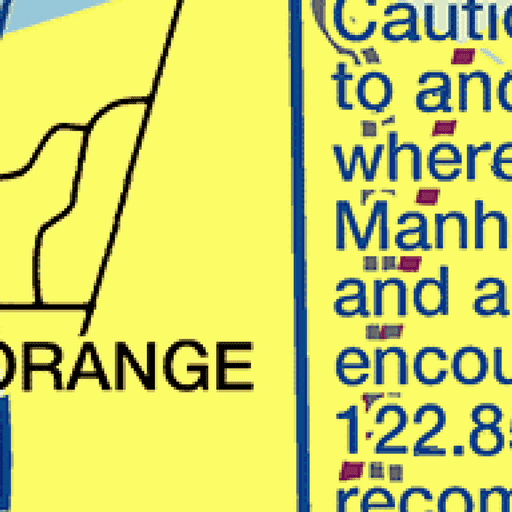 ORANGE
Cautio
to and
where
Manh
and a
encou
122.8
recom